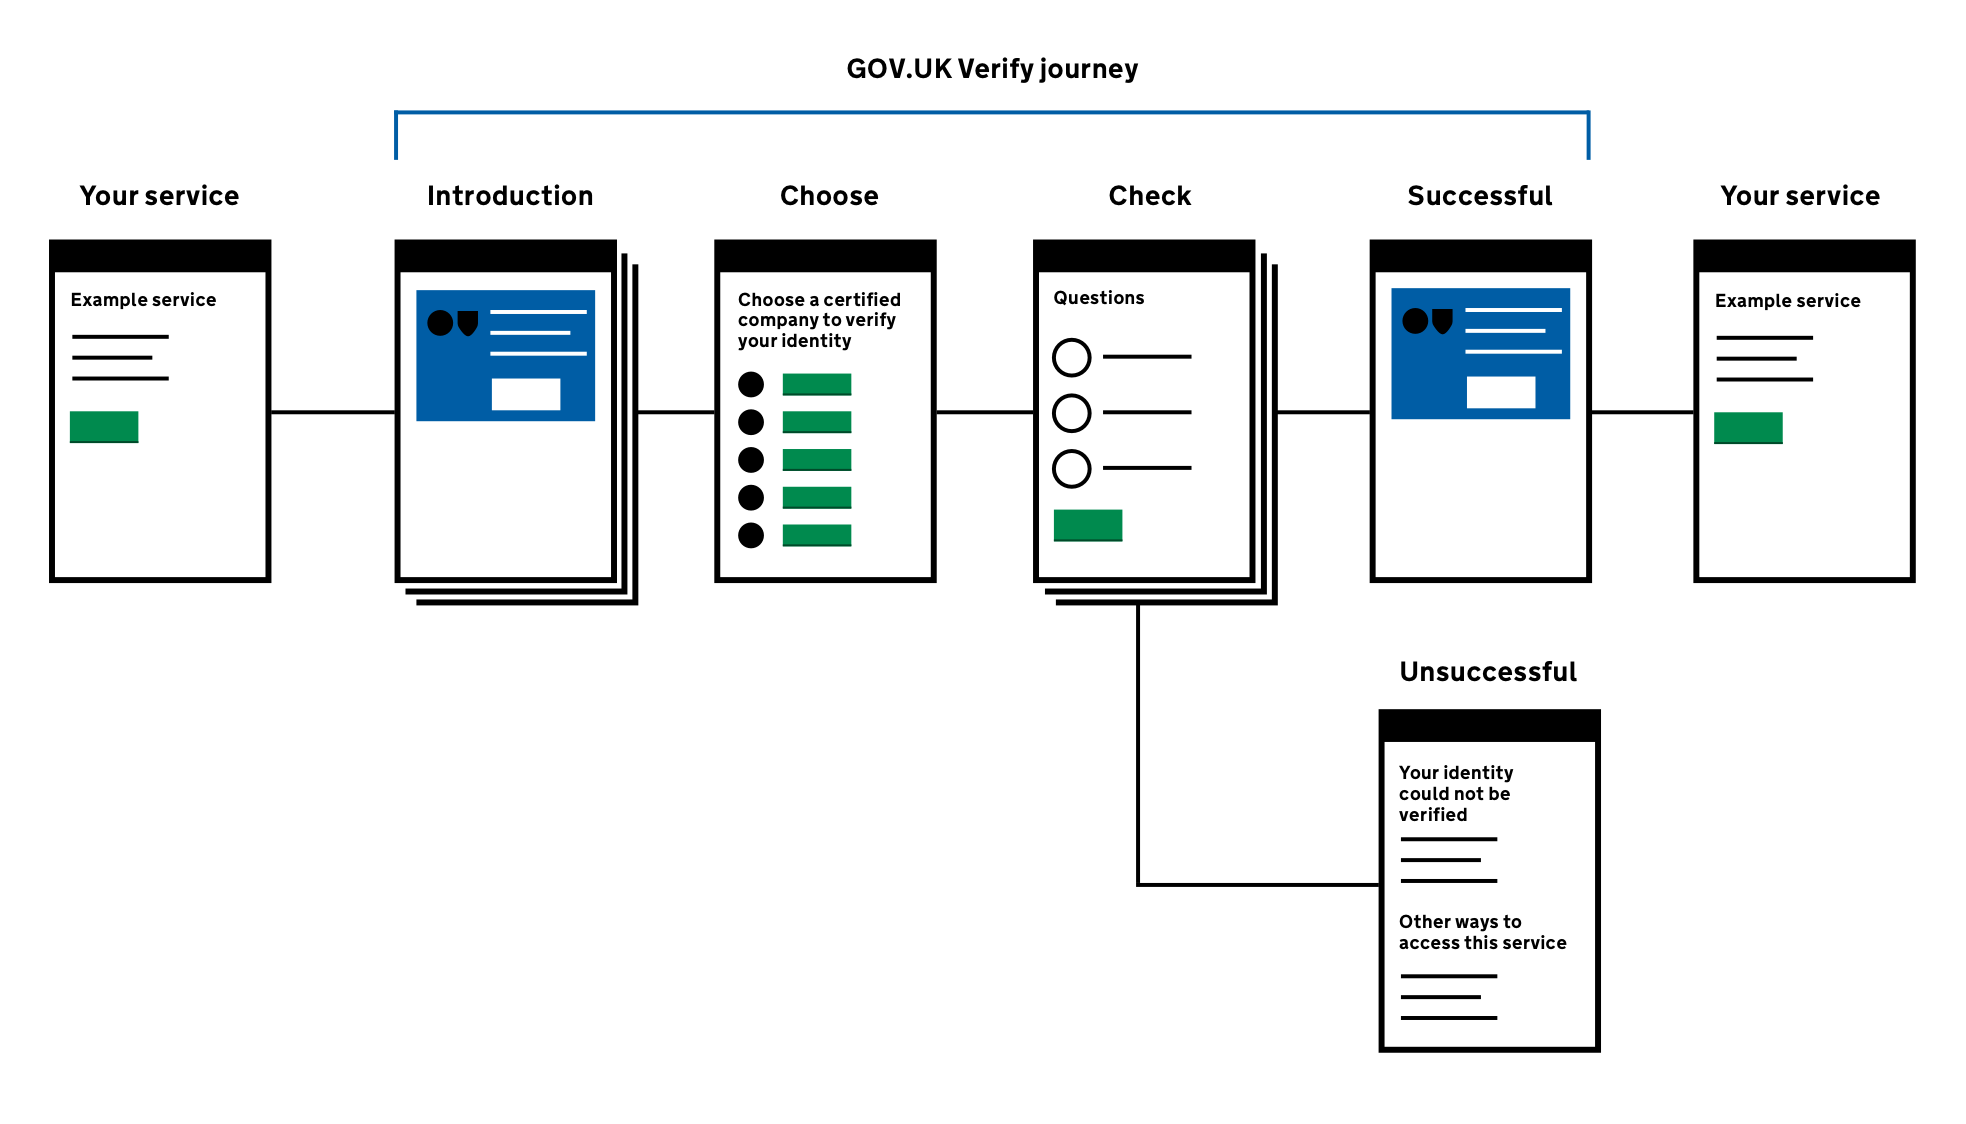 GOV.UK Verify journey
Your service
Introduction
Choose
Check
Successful
Your service
Example service
Choose a certified
company to verify
your identity
Questions
Example service
Unsuccessful
Your identity
could not be
verified
Other ways to
access this service